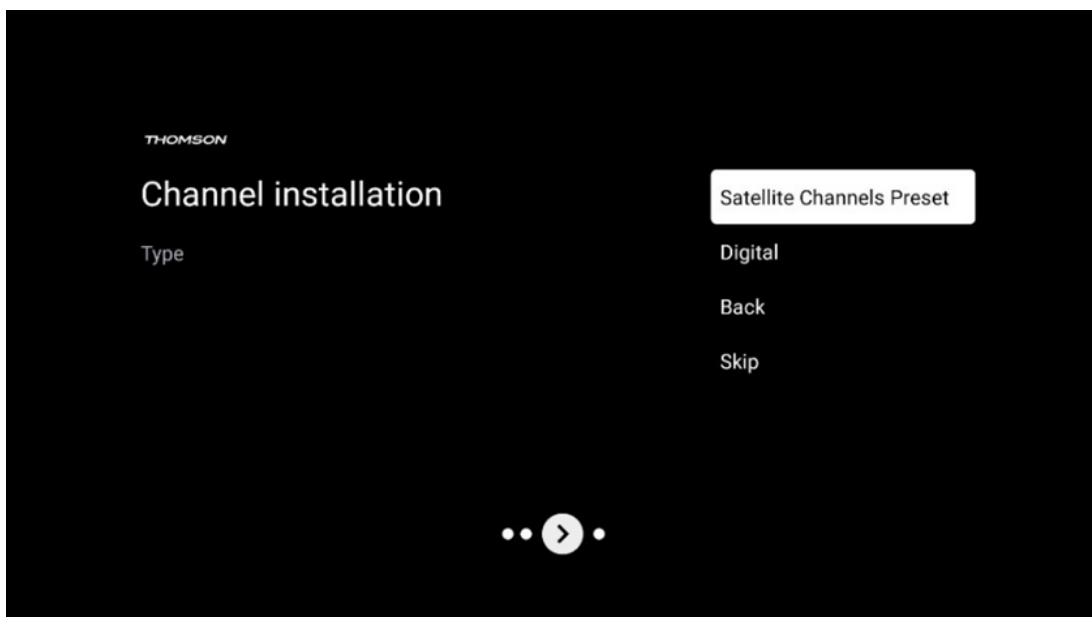 THOMSON
Channel installation
Type
Satellite Channels Preset
Digital
Back
Skip